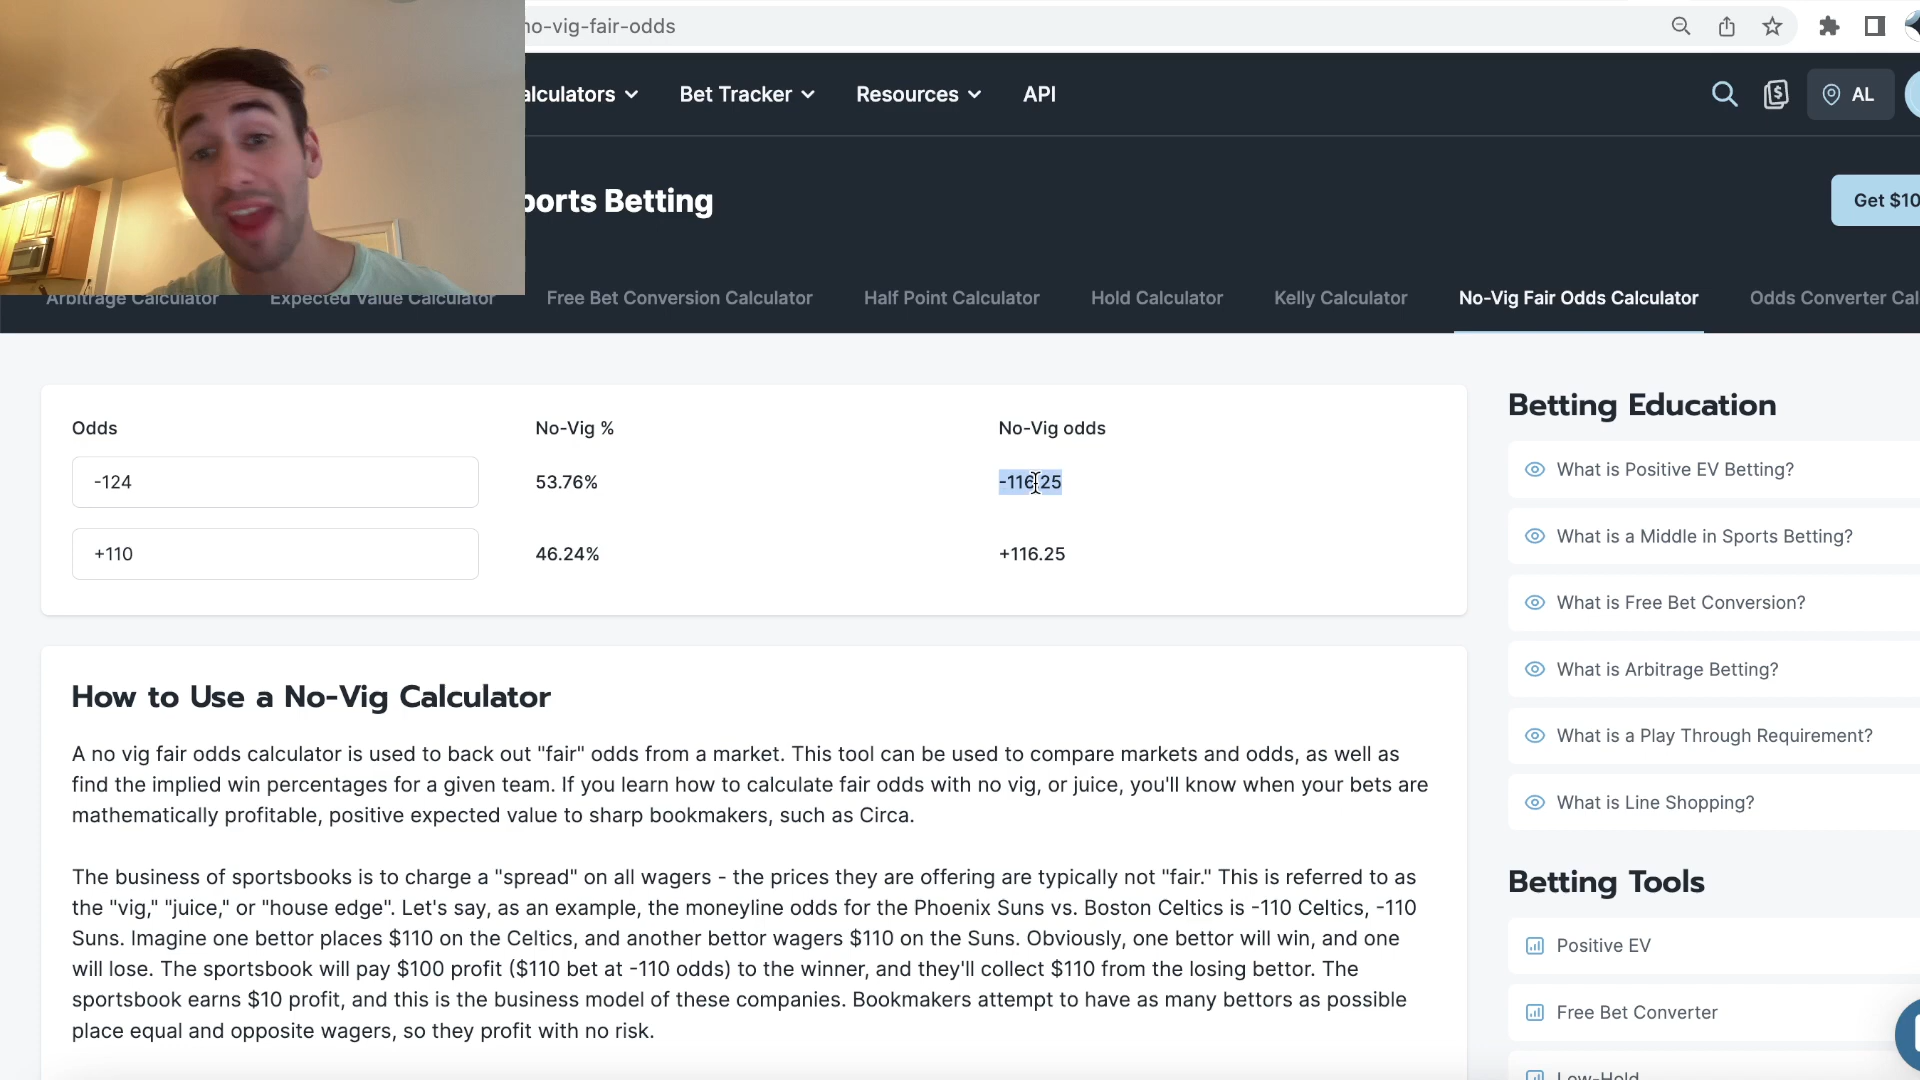 no-vig-fair-odds
alculators
Bet Tracker
Resources
API
AL
ports Betting
Get $10
Arbitrage Calculator
Expected Value Calculator
Free Bet Conversion Calculator
Half Point Calculator
Hold Calculator
Kelly Calculator
No-Vig Fair Odds Calculator
Odds Converter Cal
Odds
No-Vig %
No-Vig odds
-124
53.76%
-116.25
+110
46.24%
+116.25
How to Use a No-Vig Calculator
A no vig fair odds calculator is used to back out "fair" odds from a market. This tool can be used to compare markets and odds, as well as
find the implied win percentages for a given team. If you learn how to calculate fair odds with no vig, or juice, you'll know when your bets are
mathematically profitable, positive expected value to sharp bookmakers, such as Circa.
The business of sportsbooks is to charge a "spread" on all wagers - the prices they are offering are typically not "fair." This is referred to as
the "vig," "juice," or "house edge". Let's say, as an example, the moneyline odds for the Phoenix Suns vs. Boston Celtics is -110 Celtics, -110
Suns. Imagine one bettor places $110 on the Celtics, and another bettor wagers $110 on the Suns. Obviously, one bettor will win, and one
will lose. The sportsbook will pay $100 profit ($110 bet at -110 odds) to the winner, and they'll collect $110 from the losing bettor. The
sportsbook earns $10 profit, and this is the business model of these companies. Bookmakers attempt to have as many bettors as possible
place equal and opposite wagers, so they profit with no risk.
Betting Education
What is Positive EV Betting?
What is a Middle in Sports Betting?
What is Free Bet Conversion?
What is Arbitrage Betting?
What is a Play Through Requirement?
What is Line Shopping?
Betting Tools
Positive EV
Free Bet Converter
Low-Hold